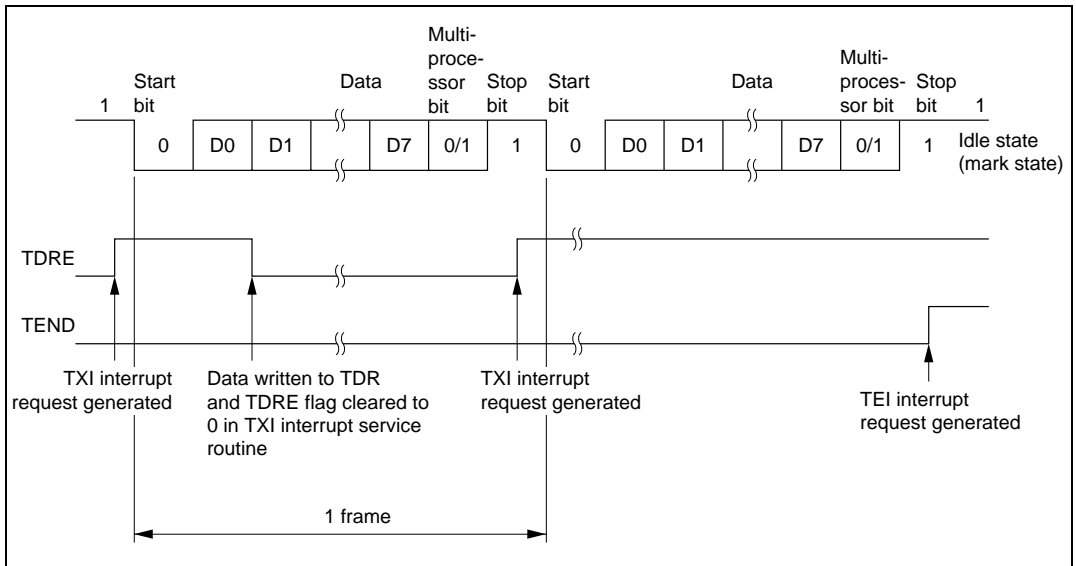 Multi-
proce-
ssor
bit
Start
bit
Data
Stop
bit
Start
bit
Data
Multi-
proces-
sor bit
Stop
bit
1
1
0
D0
D1
D7
0/1
1
0
D0
D1
D7
0/1
1
Idle state
(mark state)
TDRE
TEND
TXI interrupt
request generated
Data written to TDR
and TDRE flag cleared to
0 in TXI interrupt service
routine
TXI interrupt
request generated
TEI interrupt
request generated
1 frame